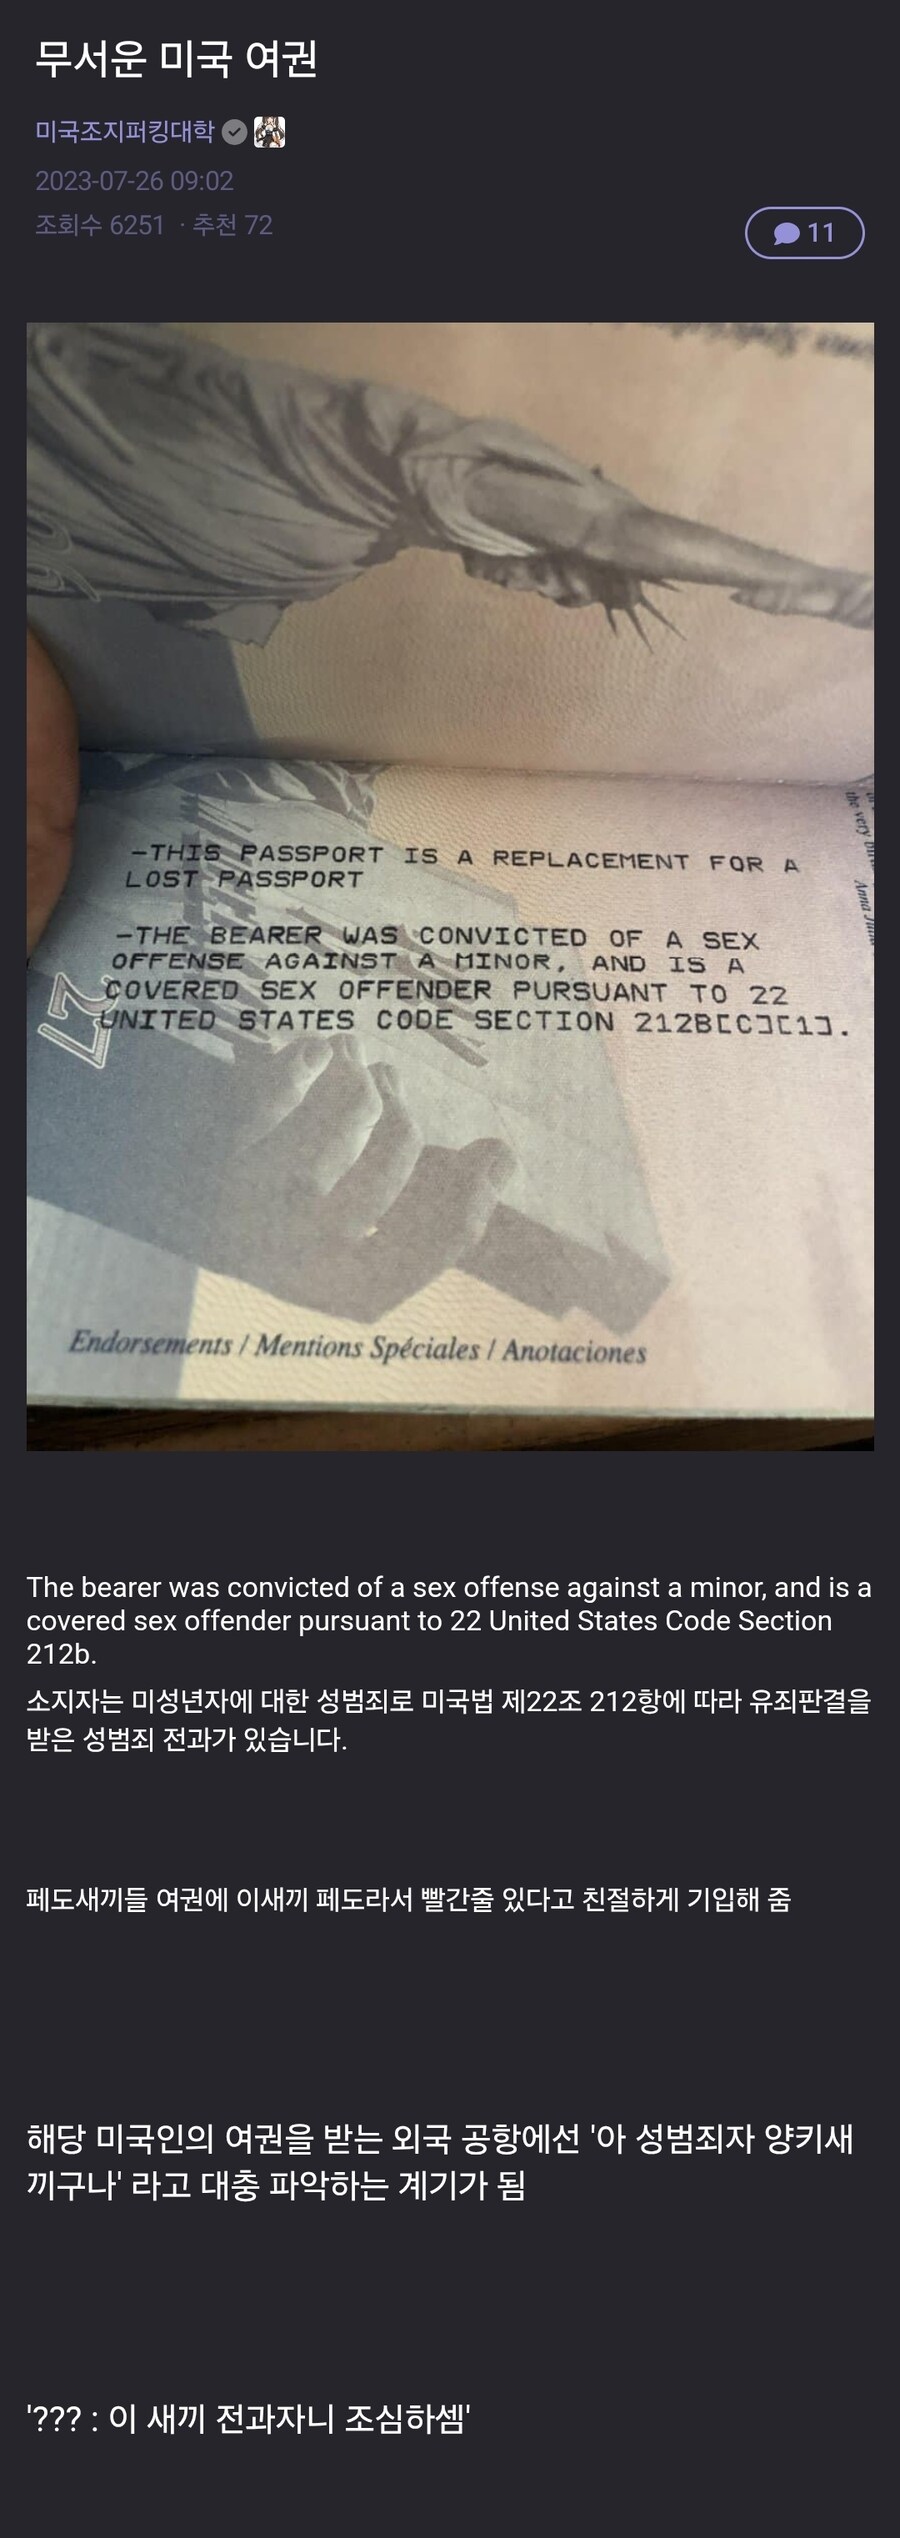 무서운 미국 여권
미국조지퍼킹대학
2023-07-26 09:02
조회수 6251 · 추천 72
11
the very
Anna
-THIS PASSPORT IS A REPLACEMENT FOR A
LOST PASSPORT
-THE BEARER WAS CONVICTED OF A SEX
OFFENSE AGAINST A MINOR, AND IS A
COVERED SEX OFFENDER PURSUANT TO 22
UNITED STATES CODE SECTION 212B[C][1].
27
Endorsements / Mentions Spéciales / Anotaciones
The bearer was convicted of a sex offense against a minor, and is a
covered sex offender pursuant to 22 United States Code Section
212b.
소지자는 미성년자에 대한 성범죄로 미국법 제22조 212항에 따라 유죄판결을
받은 성범죄 전과가 있습니다.
페도새끼들 여권에 이새끼 페도라서 빨간줄 있다고 친절하게 기입해 줌
해당 미국인의 여권을 받는 외국 공항에선 '아 성범죄자 양키새
끼구나' 라고 대충 파악하는 계기가 됨
'??? : 이 새끼 전과자니 조심하셈'